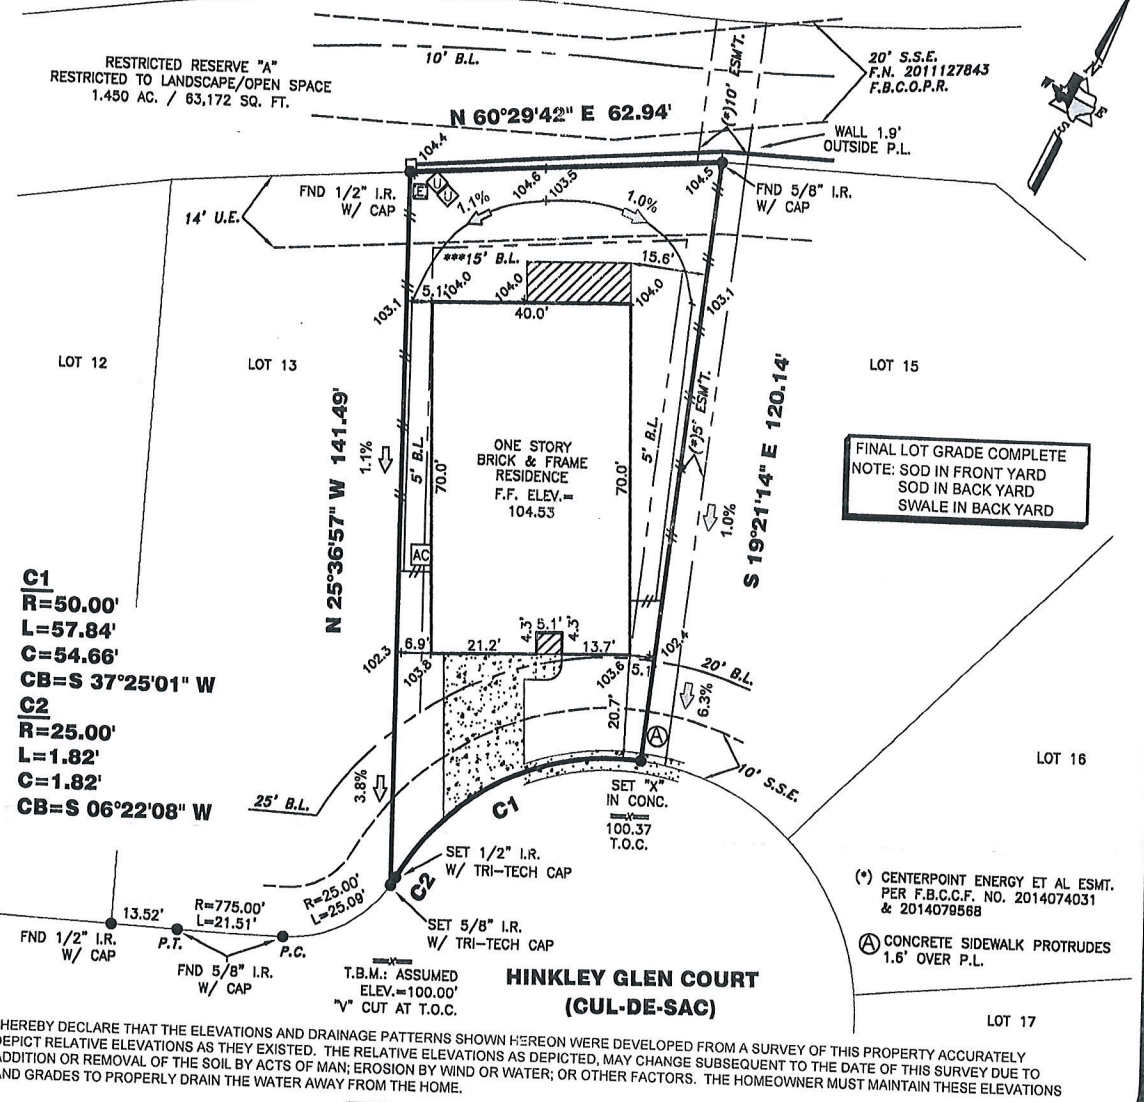 RESTRICTED RESERVE "A"
RESTRICTED TO LANDSCAPE/OPEN SPACE
1.450 AC. / 63,172 SQ. FT.
10' B.L.
(*)10' ESM'T.
20' S.S.E.
F.N. 2011127843
F.B.C.O.P.R.
N 60°29'42" E 62.94'
WALL 1.9'
OUTSIDE P.L.
104.4
FND 1/2" I.R.
W/ CAP
E
U
U
1.1%
104.6
103.5
1.0%
104.5
FND 5/8" I.R.
W/ CAP
14' U.E.
***15' B.L.
15.6'
103.1
5.1'
104.0
104.0
40.0'
104.0
103.1
LOT 12
LOT 13
LOT 15
N 25°36'57" W 141.49'
1.1%
5' B.L.
70.0'
ONE STORY
BRICK & FRAME
RESIDENCE
F.F. ELEV.=
104.53
70.0'
5' B.L.
(*)5' ESM'T.
1.0%
S 19°21'14" E 120.14'
FINAL LOT GRADE COMPLETE
NOTE: SOD IN FRONT YARD
SOD IN BACK YARD
SWALE IN BACK YARD
AC
C1
R=50.00'
L=57.84'
C=54.66'
CB=S 37°25'01" W
C2
R=25.00'
L=1.82'
C=1.82'
CB=S 06°22'08" W
102.3
6.9'
103.8
21.2'
4.3'
5.1'
4.3'
13.7'
103.6
5.1
102.4
20' B.L.
20.7'
6.3%
A
10' S.S.E.
LOT 16
3.8%
25' B.L.
C1
SET "X"
IN CONC.
100.37
T.O.C.
SET 1/2" I.R.
W/ TRI-TECH CAP
C2
R=25.00'
L=25.09'
R=775.00'
L=21.51'
13.52'
P.T.
P.C.
FND 1/2" I.R.
W/ CAP
FND 5/8" I.R.
W/ CAP
SET 5/8" I.R.
W/ TRI-TECH CAP
T.B.M.: ASSUMED
ELEV.=100.00'
"V" CUT AT T.O.C.
HINKLEY GLEN COURT
(CUL-DE-SAC)
(*) CENTERPOINT ENERGY ET AL ESMT.
PER F.B.C.C.F. NO. 2014074031
& 2014079568
A CONCRETE SIDEWALK PROTRUDES
1.6' OVER P.L.
LOT 17
HEREBY DECLARE THAT THE ELEVATIONS AND DRAINAGE PATTERNS SHOWN HEREON WERE DEVELOPED FROM A SURVEY OF THIS PROPERTY ACCURATELY
DEPICT RELATIVE ELEVATIONS AS THEY EXISTED. THE RELATIVE ELEVATIONS AS DEPICTED, MAY CHANGE SUBSEQUENT TO THE DATE OF THIS SURVEY DUE TO
ADDITION OR REMOVAL OF THE SOIL BY ACTS OF MAN; EROSION BY WIND OR WATER; OR OTHER FACTORS. THE HOMEOWNER MUST MAINTAIN THESE ELEVATIONS
AND GRADES TO PROPERLY DRAIN THE WATER AWAY FROM THE HOME.